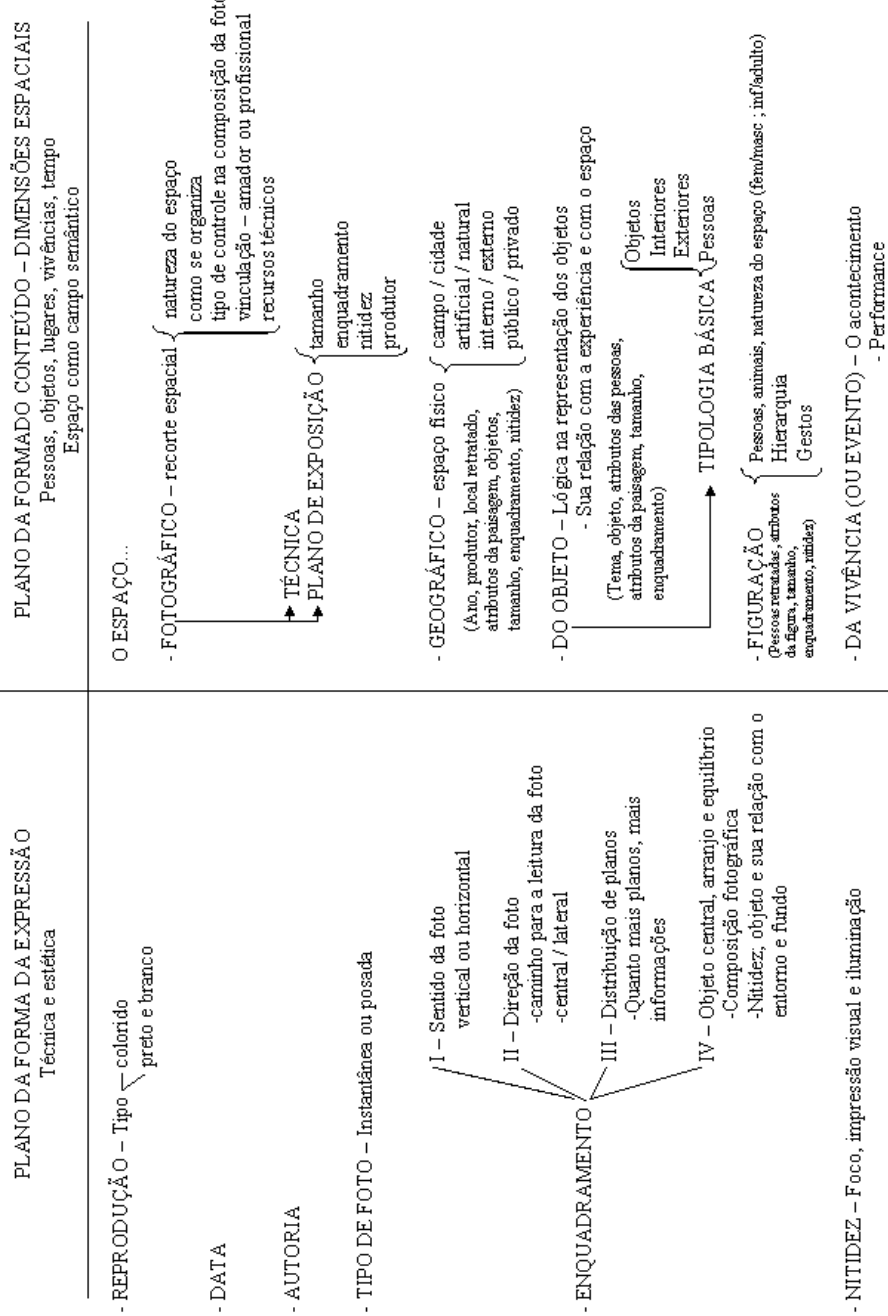 PLANO DA FORMA DA EXPRESSÃO
Técnica e estética
- REPRODUÇÃO – Tipo – colorido
preto e branco
- DATA
- AUTORIA
- TIPO DE FOTO – Instantânea ou posada
- ENQUADRAMENTO
I – Sentido da foto
vertical ou horizontal
II – Direção da foto
-caminho para a leitura da foto
-central / lateral
III – Distribuição de planos
-Quanto mais planos, mais
informações
IV – Objeto central, arranjo e equilíbrio
-Composição fotográfica
-Nitidez; objeto e sua relação com o
entorno e fundo
- NITIDEZ – Foco, impressão visual e iluminação
PLANO DA FORMADO CONTEÚDO – DIMENSÕES ESPACIAIS
Pessoas, objetos, lugares, vivências, tempo
Espaço como campo semântico
O ESPAÇO...
- FOTOGRÁFICO – recorte espacial
natureza do espaço
como se organiza
tipo de controle na composição da foto
vinculação – amador ou profissional
recursos técnicos
TÉCNICA
PLANO DE EXPOSIÇÃO
tamanho
enquadramento
nitidez
produtor
- GEOGRÁFICO – espaço físico
(Ano, produtor, local retratado,
atributos da paisagem, objetos,
tamanho, enquadramento, nitidez)
campo / cidade
artificial / natural
interno / externo
público / privado
- DO OBJETO – Lógica na representação dos objetos
- Sua relação com a experiência e com o espaço
(Tema, objeto, atributos das pessoas,
atributos da paisagem, tamanho,
enquadramento)
TIPOLOGIA BÁSICA
Objetos
Interiores
Exteriores
Pessoas
- FIGURAÇÃO
(Pessoas retratadas, atributos
da figura, tamanho,
enquadramento, nitidez)
Pessoas, animais, natureza do espaço (fem/masc ; inf/adulto)
Hierarquia
Gestos
- DA VIVÊNCIA (OU EVENTO) – O acontecimento
- Performance